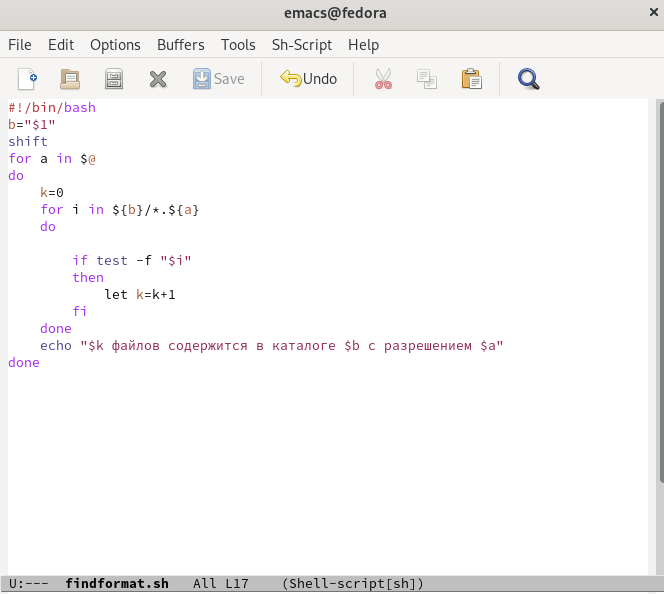 emacs@fedora
File Edit Options Buffers Tools Sh-Script Help
Save Undo
#!/bin/bash
b="$1"
shift
for a in $@
do
    k=0
    for i in ${b}/*.${a}
    do
        if test -f "$i"
        then
            let k=k+1
        fi
    done
    echo "$k файлов содержится в каталоге $b с разрешением $a"
done
U:--- findformat.sh All L17 (Shell-script[sh])